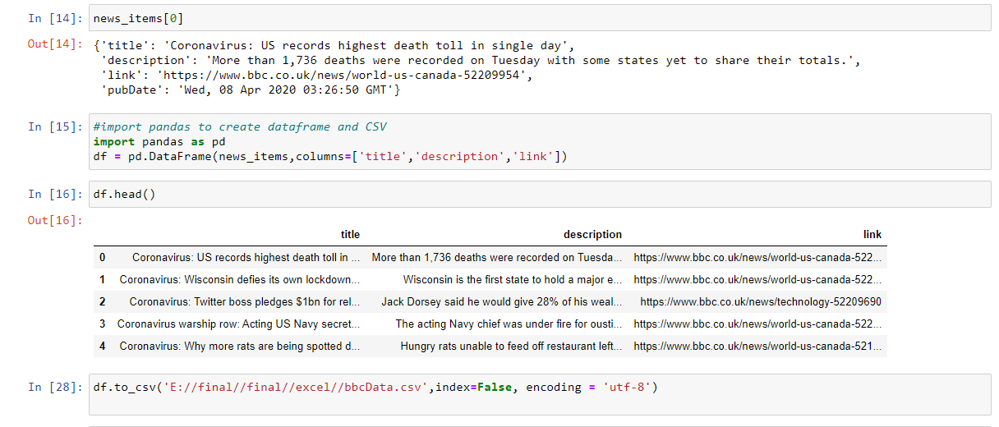 In [14]: news_items[0]
Out[14]: {'title': 'Coronavirus: US records highest death toll in single day',
'description': 'More than 1,736 deaths were recorded on Tuesday with some states yet to share their totals.',
'link': 'https://www.bbc.co.uk/news/world-us-canada-52209954',
'pubDate': 'Wed, 08 Apr 2020 03:26:50 GMT'}
In [15]: #import pandas to create dataframe and CSV
import pandas as pd
df = pd.DataFrame(news_items,columns=['title','description','link'])
In [16]: df.head()
Out[16]:
title description link
0 Coronavirus: US records highest death toll in ... More than 1,736 deaths were recorded on Tuesda... https://www.bbc.co.uk/news/world-us-canada-522...
1 Coronavirus: Wisconsin defies its own lockdown... Wisconsin is the first state to hold a major e... https://www.bbc.co.uk/news/world-us-canada-522...
2 Coronavirus: Twitter boss pledges $1bn for rel... Jack Dorsey said he would give 28% of his weal... https://www.bbc.co.uk/news/technology-52209690
3 Coronavirus warship row: Acting US Navy secret... The acting Navy chief was under fire for ousti... https://www.bbc.co.uk/news/world-us-canada-522...
4 Coronavirus: Why more rats are being spotted d... Hungry rats unable to feed off restaurant left... https://www.bbc.co.uk/news/world-us-canada-521...
In [28]: df.to_csv('E://final//final//excel//bbcData.csv',index=False, encoding = 'utf-8')